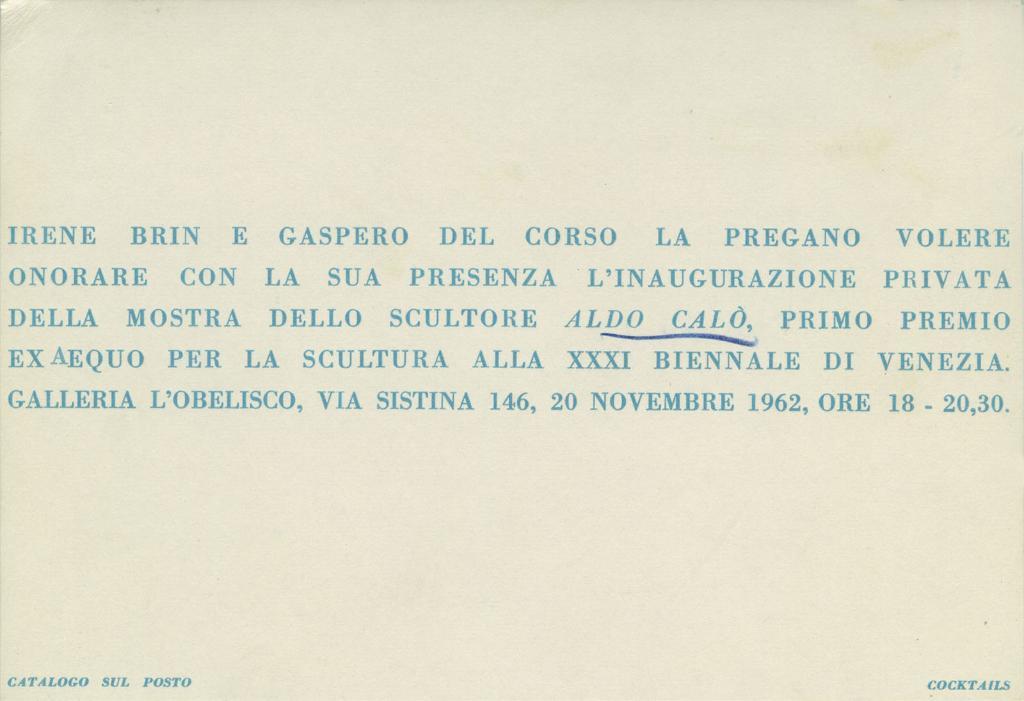 IRENE BRIN E GASPERO DEL CORSO LA PREGANO VOLERE
ONORARE CON LA SUA PRESENZA L'INAUGURAZIONE PRIVATA
DELLA MOSTRA DELLO SCULTORE ALDO CALÒ, PRIMO PREMIO
EX AEQUO PER LA SCULTURA ALLA XXXI BIENNALE DI VENEZIA.
GALLERIA L'OBELISCO, VIA SISTINA 146, 20 NOVEMBRE 1962, ORE 18 - 20,30.
CATALOGO SUL POSTO
COCKTAILS